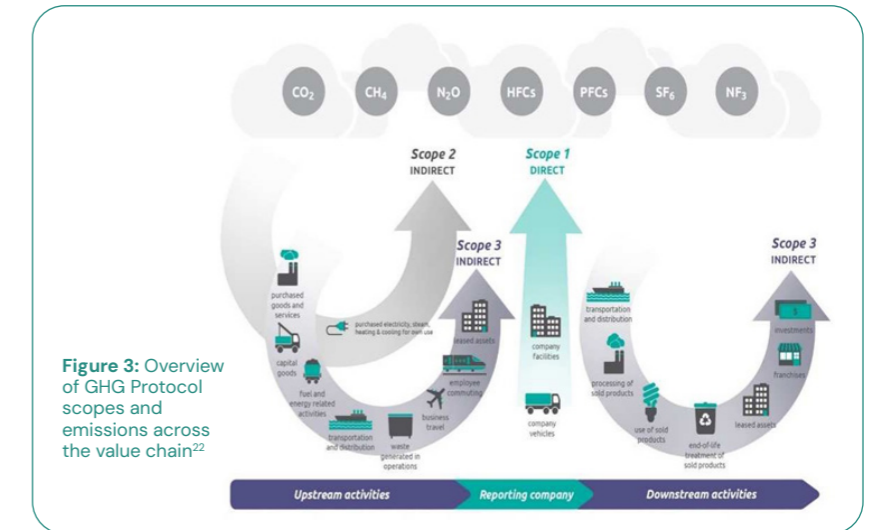 CO₂ CH₄ N₂O HFCs PFCs SF₆ NF₃
Scope 2
INDIRECT
Scope 1
DIRECT
Scope 3
INDIRECT
Scope 3
INDIRECT
purchased
goods and
services
capital
goods
fuel and
energy related
activities
transportation
and distribution
waste
generated in
operations
business
travel
employee
commuting
leased assets
purchased electricity, steam,
heating & cooling for own use
company
facilities
company
vehicles
transportation
and distribution
processing of
sold products
use of sold
products
end-of-life
treatment of
sold products
leased assets
franchises
investments
Upstream activities
Reporting company
Downstream activities
Figure 3: Overview
of GHG Protocol
scopes and
emissions across
the value chain²²